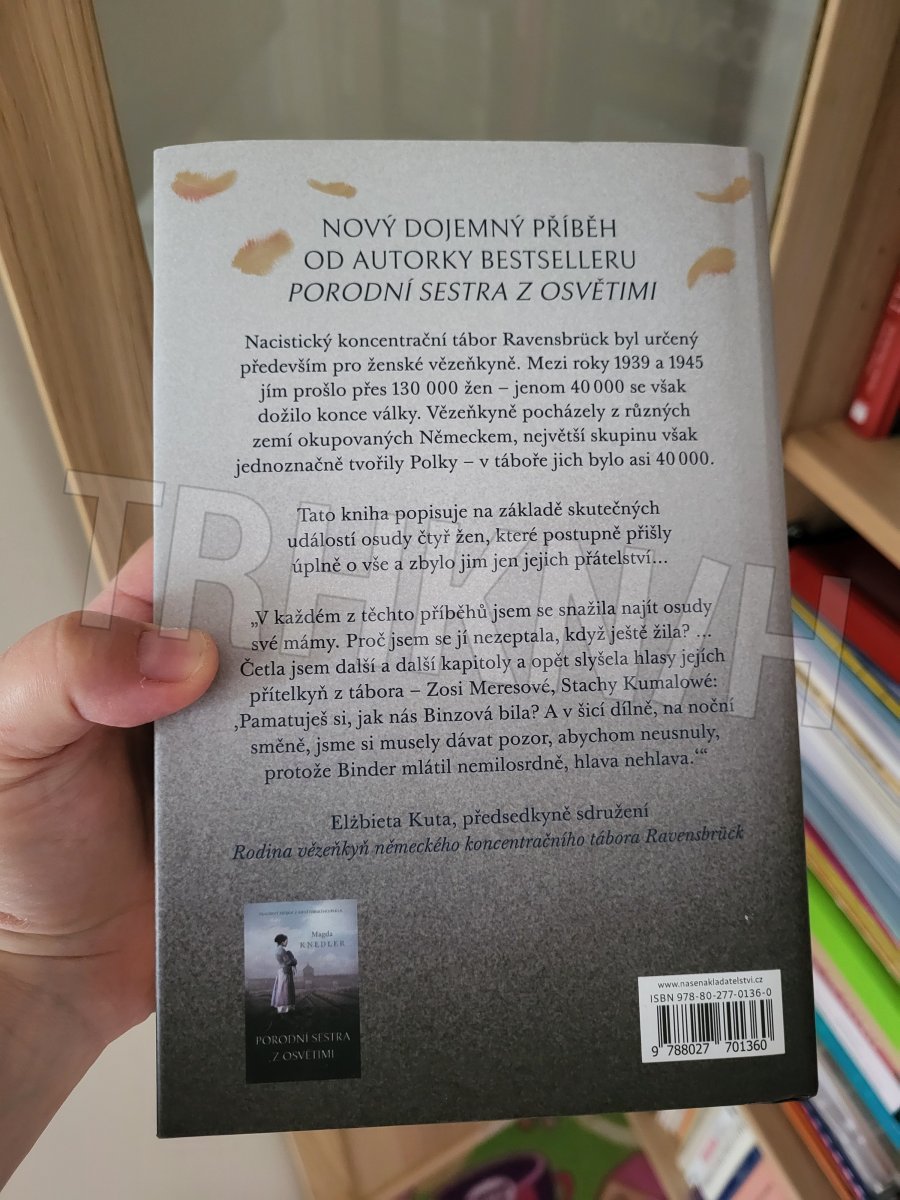 NOVÝ DOJEMNÝ PŘÍBĚH
OD AUTORKY BESTSELLERU
PORODNÍ SESTRA Z OSVĚTIMI
Nacistický koncentrační tábor Ravensbrück byl určený
především pro ženské vězeňkyně. Mezi roky 1939 a 1945
jím prošlo přes 130 000 žen – jenom 40 000 se však
dožilo konce války. Vězeňkyně pocházely z různých
zemí okupovaných Německem, největší skupinu však
jednoznačně tvořily Polky – v táboře jich bylo asi 40 000.
Tato kniha popisuje na základě skutečných
událostí osudy čtyř žen, které postupně přišly
úplně o vše a zbylo jim jen jejich přátelství...
„V každém z těchto příběhů jsem se snažila najít osudy
své mámy. Proč jsem se jí nezeptala, když ještě žila? ...
Četla jsem další a další kapitoly a opět slyšela hlasy jejích
přítelkyň z tábora – Zosi Meresové, Stachy Kumalowé:
‚Pamatuješ si, jak nás Binzová bila? A v šicí dílně, na noční
směně, jsme si musely dávat pozor, abychom neusnuly,
protože Binder mlátil nemilosrdně, hlava nehlava.‘“
Elżbieta Kuta, předsedkyně sdružení
Rodina vězeňkyň německého koncentračního tábora Ravensbrück
Magda
KNEDLER
PORODNÍ SESTRA
Z OSVĚTIMI
www.nasenakladatelstvi.cz
ISBN 978-80-277-0136-0
9 788027 701360
TRHKNIH